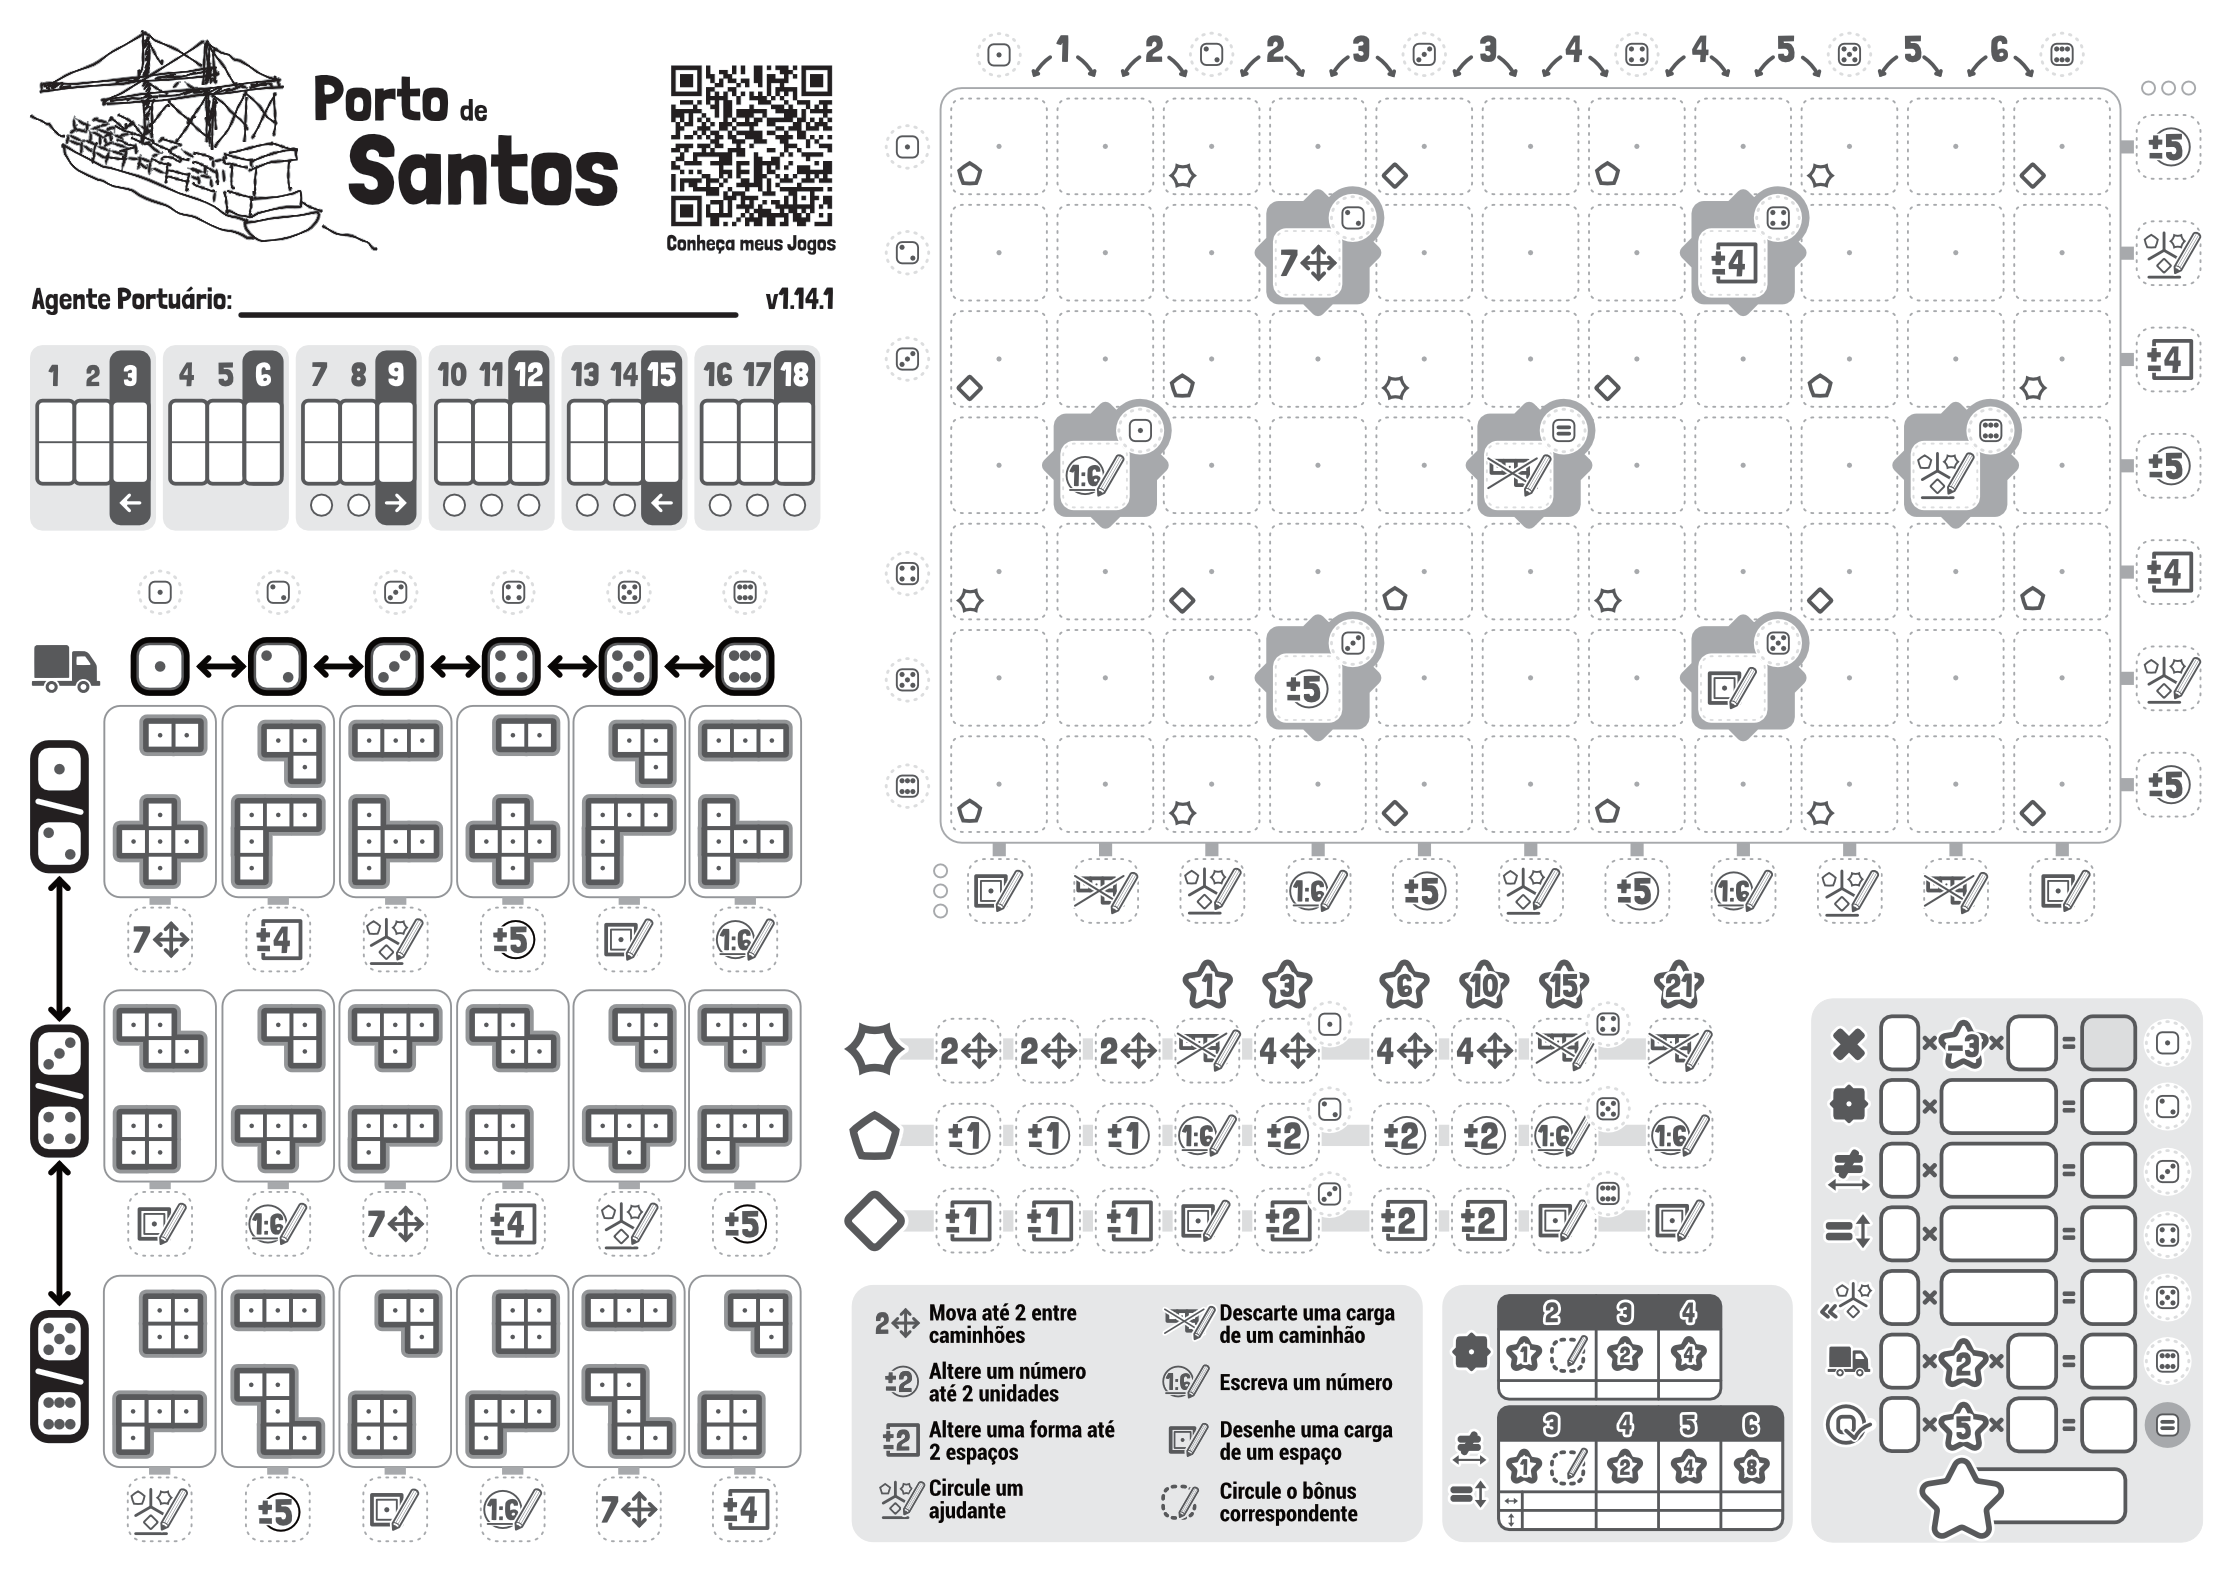 Porto de
Santos
Conheça meus Jogos
Agente Portuário:
v1.14.1
1 2 3 4 5 6 7 8 9 10 11 12 13 14 15 16 17 18
← → ←
7 ±4 ±5 1:6
1:6 7 ±4 ±5
±5 1:6 7 ±4
1 2 2 3 3 4 4 5 5 6
±5
7 ±4
±4
1:6
±5
±4
±5
±5
1:6 ±5 ±5 1:6
1 3 6 10 15 21
2 2 2 4 4 4
±1 ±1 ±1 1:6 ±2 ±2 ±2 1:6 1:6
±1 ±1 ±1 ±2 ±2 ±2
2 Mova até 2 entre
caminhões
±2 Altere um número
até 2 unidades
±2 Altere uma forma até
2 espaços
Circule um
ajudante
Descarte uma carga
de um caminhão
1:6 Escreva um número
Desenhe uma carga
de um espaço
Circule o bônus
correspondente
2 3 4
1 2 4
3 4 5 6
≠ 1 2 4 8
=
× × -3 × =
× =
≠ × =
= × =
« × =
× 2 × =
× 5 × =